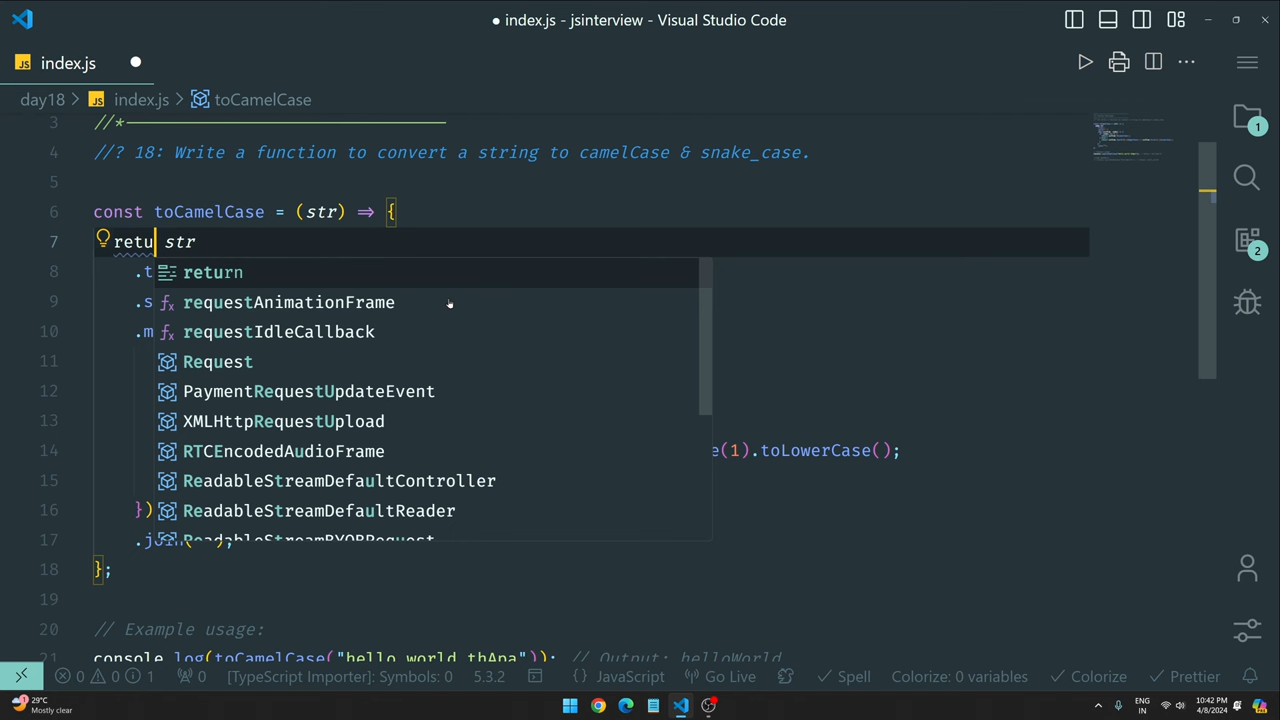 ● index.js - jsinterview - Visual Studio Code
JS index.js ●
day18 > JS index.js > toCamelCase
3 //*
4 //? 18: Write a function to convert a string to camelCase & snake_case.
5
6 const toCamelCase = (str) => {
7 retu str
8 .t
return
9 .s
requestAnimationFrame
10 .m
requestIdleCallback
11
Request
12
PaymentRequestUpdateEvent
13
XMLHttpRequestUpload
14
RTCEncodedAudioFrame
e(1).toLowerCase();
15
ReadableStreamDefaultController
16 })
ReadableStreamDefaultReader
17 .join
ReadableStreamBYOBRequest
18 };
19
20 // Example usage:
21 console.log(toCamelCase("hello world thApa")); // Output: helloWorld
1
2
0 0 1 0 [TypeScript Importer]: Symbols: 0 5.3.2 {} JavaScript Go Live Spell Colorize: 0 variables Colorize Prettier
29°C
Mostly clear
ENG
IN
10:42 PM
4/8/2024